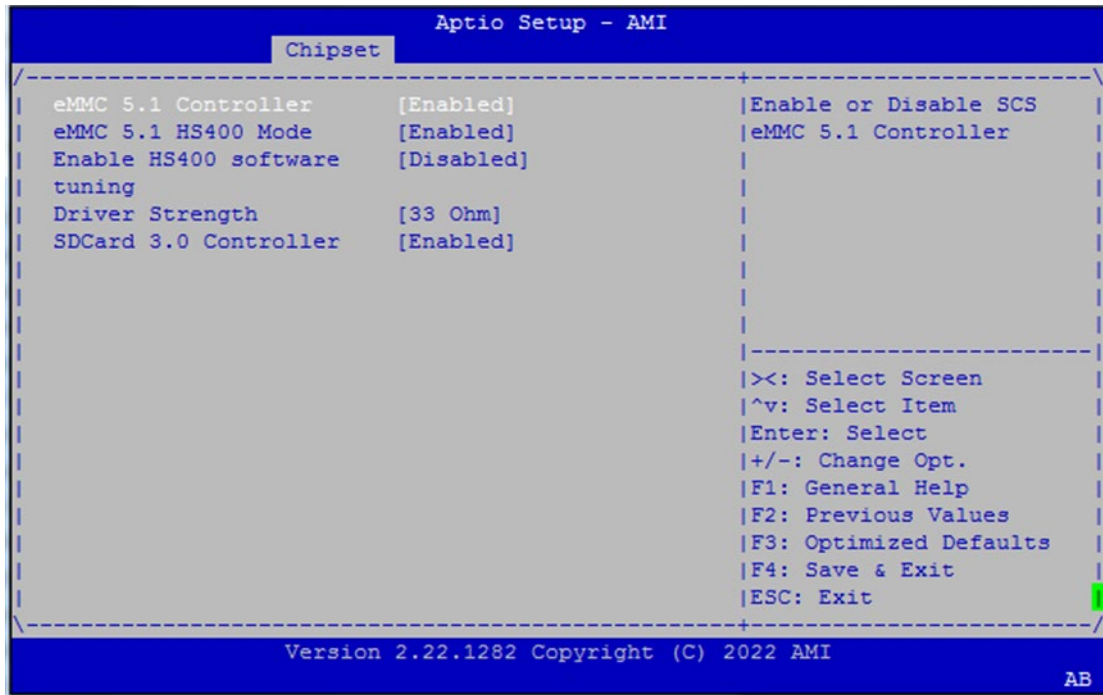 Aptio Setup - AMI
Chipset
eMMC 5.1 Controller [Enabled]
eMMC 5.1 HS400 Mode [Enabled]
Enable HS400 software [Disabled]
tuning
Driver Strength [33 Ohm]
SDCard 3.0 Controller [Enabled]
Enable or Disable SCS
eMMC 5.1 Controller
><: Select Screen
^v: Select Item
Enter: Select
+/-: Change Opt.
F1: General Help
F2: Previous Values
F3: Optimized Defaults
F4: Save & Exit
ESC: Exit
Version 2.22.1282 Copyright (C) 2022 AMI
AB